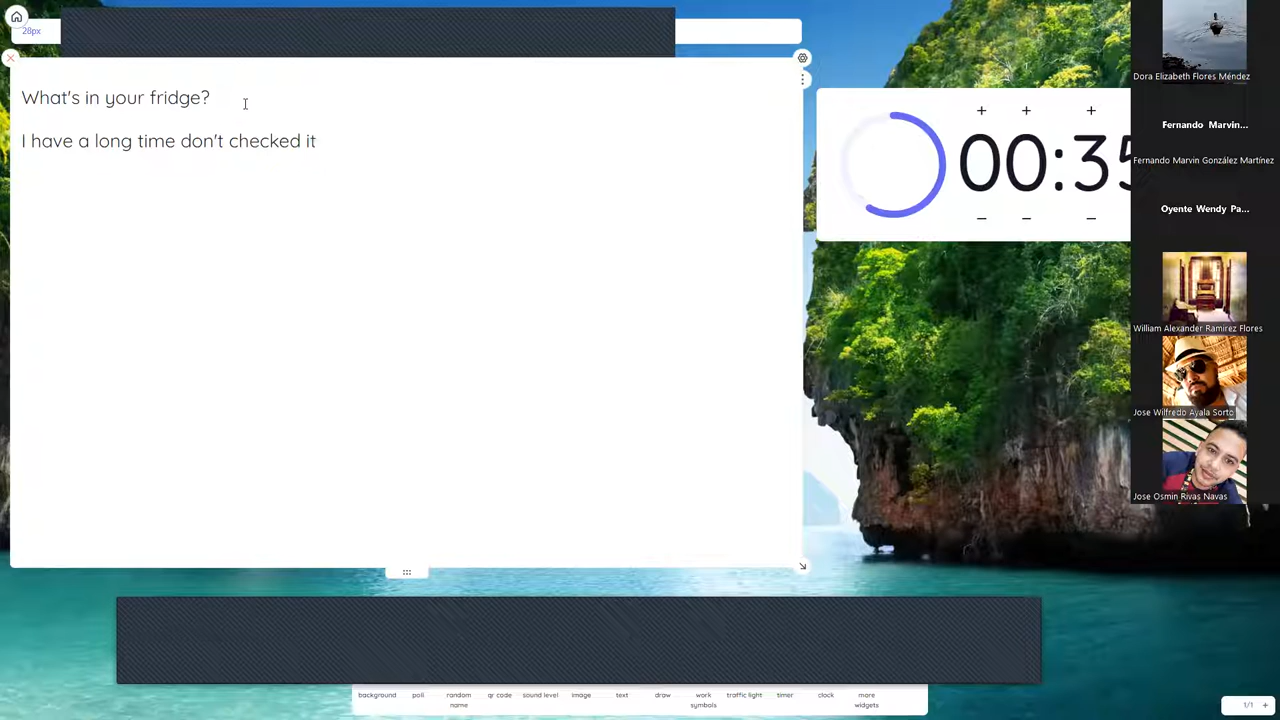 28px
What's in your fridge?
I have a long time don't checked it
+ + +
00:35
− − −
Dora Elizabeth Flores Méndez
Fernando Marvin...
Fernando Marvin González Martínez
Oyente Wendy Pa...
William Alexander Ramirez Flores
Jose Wilfredo Ayala Sorto
Jose Osmin Rivas Navas
background poll random name qr code sound level image text draw work symbols traffic light timer clock more widgets
1/1 +